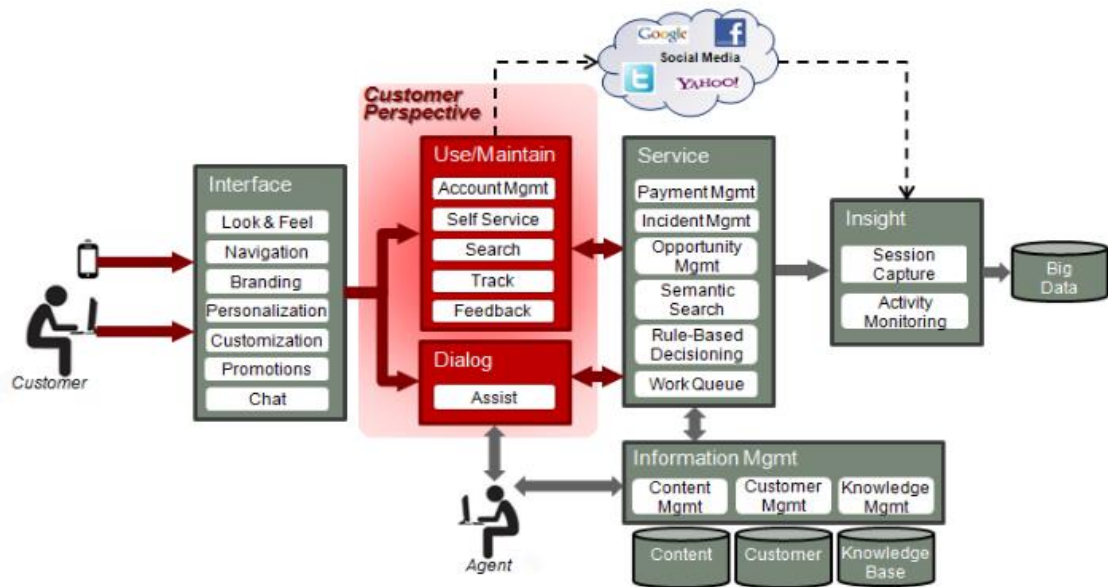 Google
f
Social Media
t
YAHOO!
Customer
Perspective
Interface
Look & Feel
Navigation
Branding
Personalization
Customization
Promotions
Chat
Customer
Use/Maintain
Account Mgmt
Self Service
Search
Track
Feedback
Dialog
Assist
Agent
Service
Payment Mgmt
Incident Mgmt
Opportunity
Mgmt
Semantic
Search
Rule-Based
Decisioning
Work Queue
Insight
Session
Capture
Activity
Monitoring
Big
Data
Information Mgmt
Content
Mgmt
Customer
Mgmt
Knowledge
Mgmt
Content
Customer
Knowledge
Base